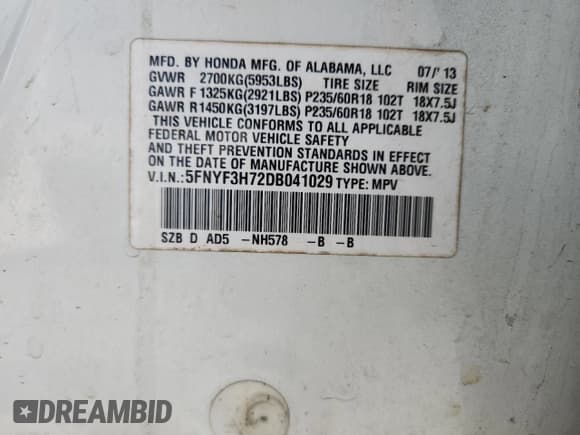 MFD. BY HONDA MFG. OF ALABAMA, LLC 07/'13
GVWR 2700KG(5953LBS) TIRE SIZE RIM SIZE
GAWR F 1325KG(2921LBS) P235/60R18 102T 18X7.5J
GAWR R1450KG(3197LBS) P235/60R18 102T 18X7.5J
THIS VEHICLE CONFORMS TO ALL APPLICABLE
FEDERAL MOTOR VEHICLE SAFETY
AND THEFT PREVENTION STANDARDS IN EFFECT
ON THE DATE OF MANUFACTURE SHOWN ABOVE.
V.I.N.:5FNYF3H72DB041029 TYPE: MPV
SZB D AD5 -NH578 -B -B
DREAMBID